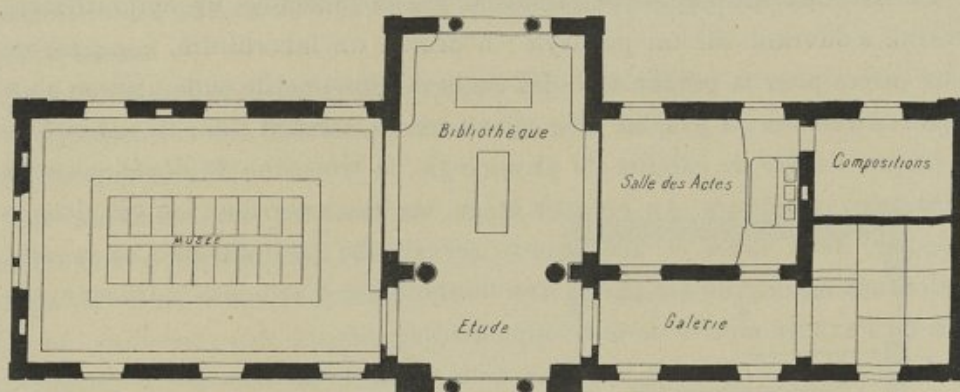 Bibliothèque
Salle des Actes
Compositions
MUSÉE
Etude
Galerie